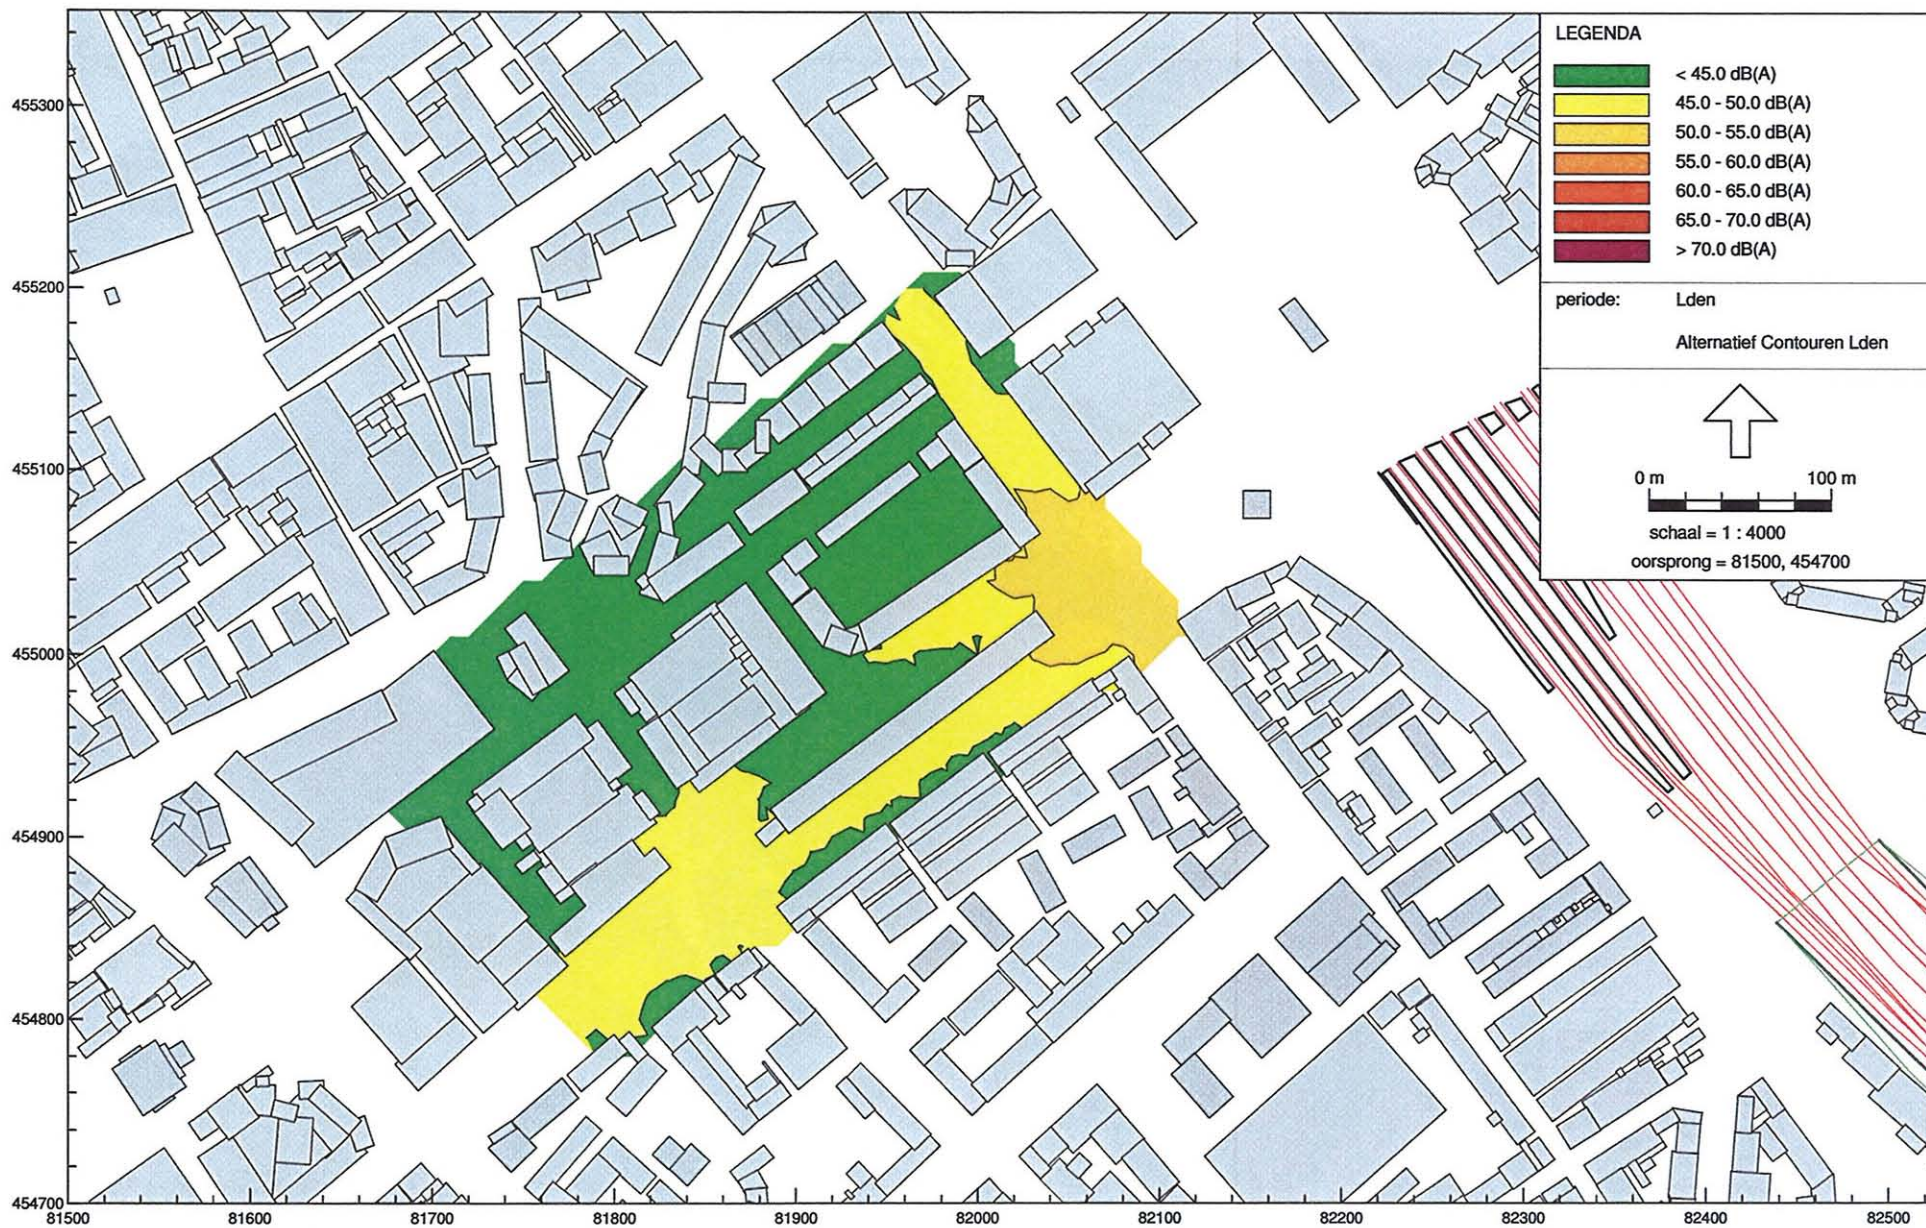 LEGENDA
< 45.0 dB(A)
45.0 - 50.0 dB(A)
50.0 - 55.0 dB(A)
55.0 - 60.0 dB(A)
60.0 - 65.0 dB(A)
65.0 - 70.0 dB(A)
> 70.0 dB(A)
periode: Lden
Alternatief Contouren Lden
0 m 100 m
schaal = 1 : 4000
oorsprong = 81500, 454700
455300
455200
455100
455000
454900
454800
454700
81500 81600 81700 81800 81900 82000 82100 82200 82300 82400 82500